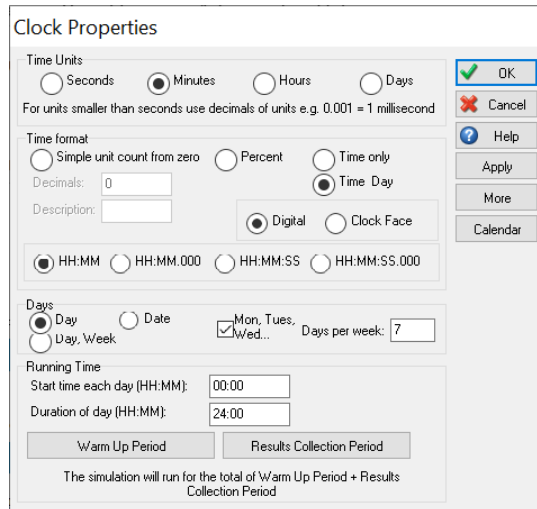 Clock Properties
Time Units
Seconds Minutes Hours Days
For units smaller than seconds use decimals of units e.g. 0.001 = 1 millisecond
Time format
Simple unit count from zero Percent Time only
Decimals: 0 Time Day
Description:
Digital Clock Face
HH:MM HH:MM.000 HH:MM:SS HH:MM:SS.000
Days
Day Date Mon, Tues,
Day, Week Wed... Days per week: 7
Running Time
Start time each day (HH:MM): 00:00
Duration of day (HH:MM): 24:00
Warm Up Period Results Collection Period
The simulation will run for the total of Warm Up Period + Results
Collection Period
OK
Cancel
Help
Apply
More
Calendar